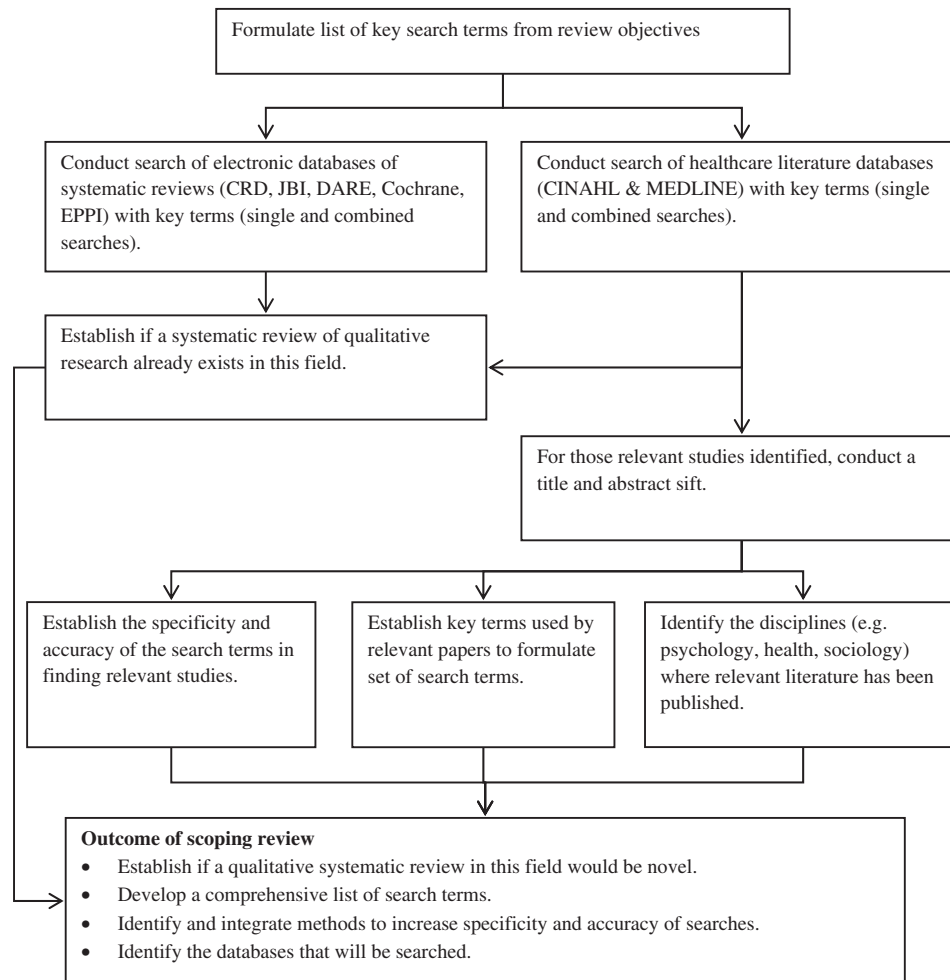 Formulate list of key search terms from review objectives
Conduct search of electronic databases of
systematic reviews (CRD, JBI, DARE, Cochrane,
EPPI) with key terms (single and combined
searches).
Conduct search of healthcare literature databases
(CINAHL & MEDLINE) with key terms (single
and combined searches).
Establish if a systematic review of qualitative
research already exists in this field.
For those relevant studies identified, conduct a
title and abstract sift.
Establish the specificity and
accuracy of the search terms in
finding relevant studies.
Establish key terms used by
relevant papers to formulate
set of search terms.
Identify the disciplines (e.g.
psychology, health, sociology)
where relevant literature has been
published.
Outcome of scoping review
• Establish if a qualitative systematic review in this field would be novel.
• Develop a comprehensive list of search terms.
• Identify and integrate methods to increase specificity and accuracy of searches.
• Identify the databases that will be searched.